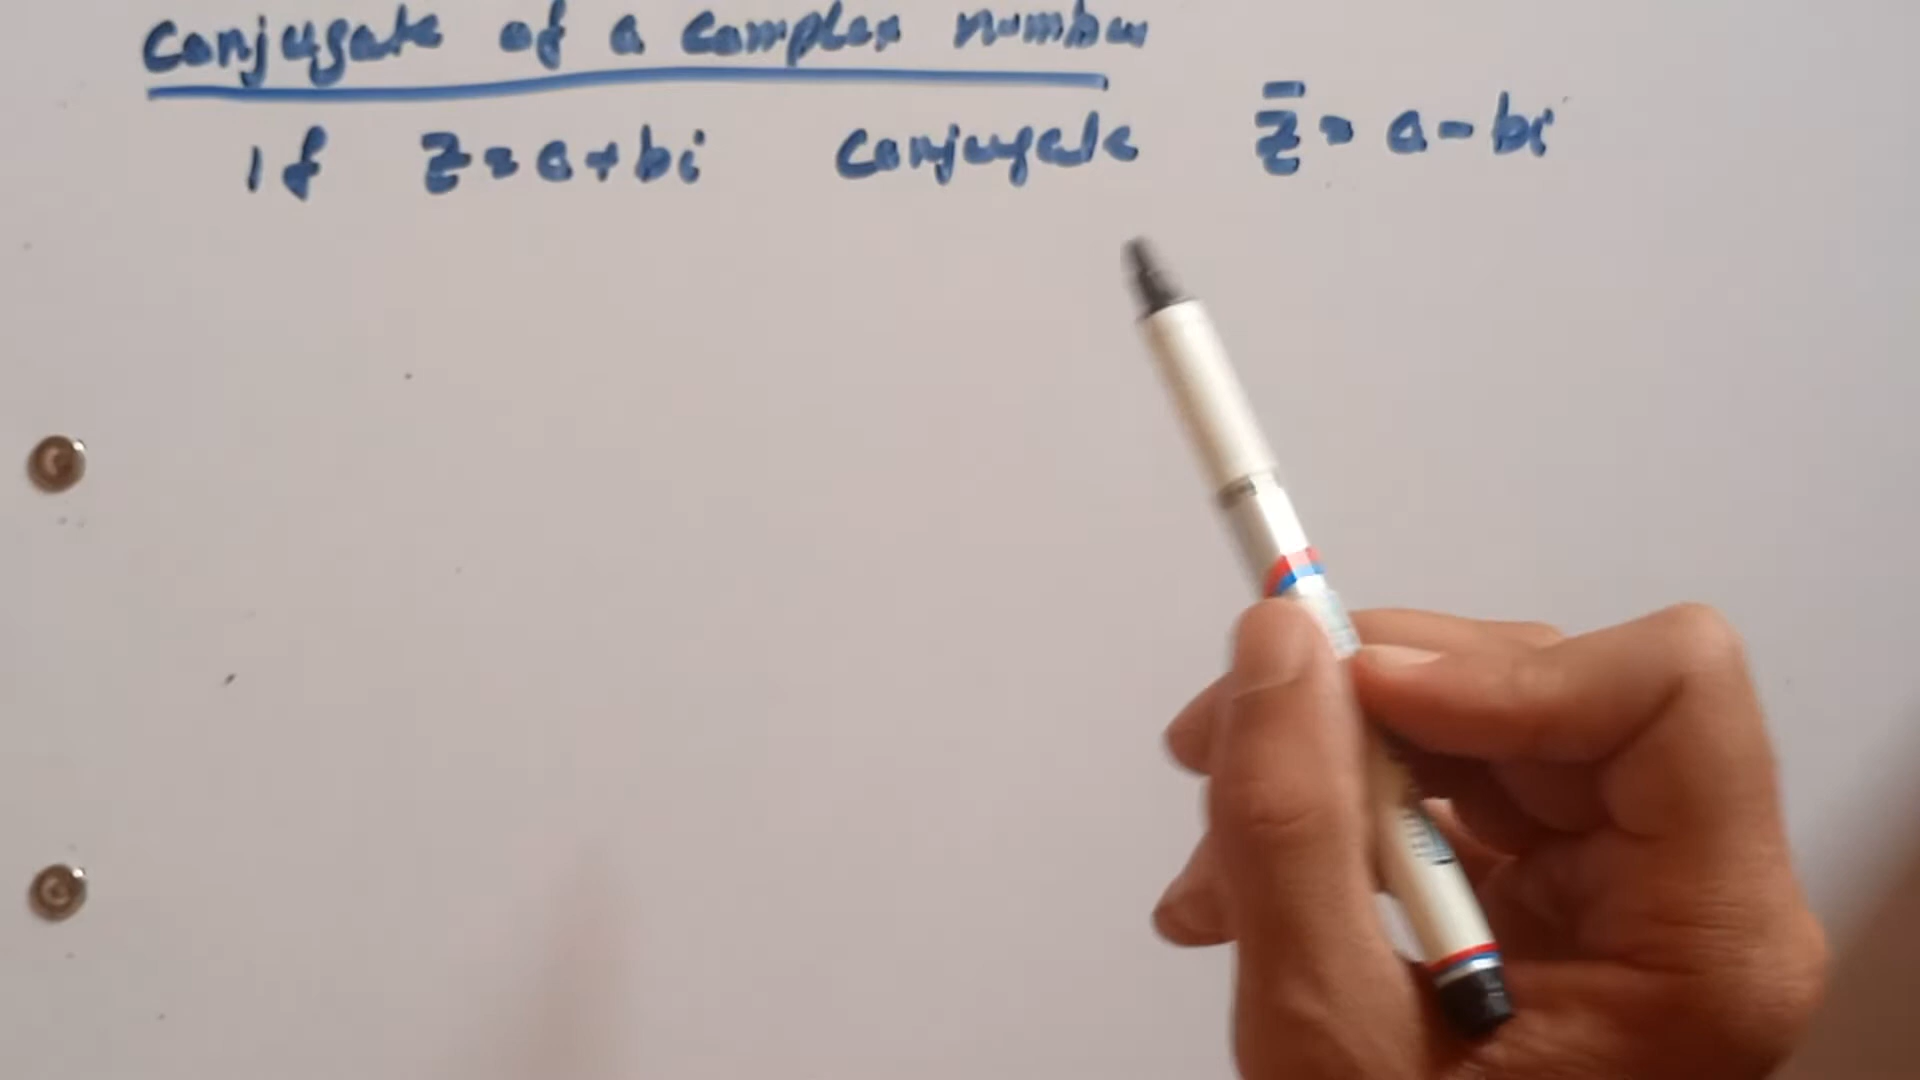 Conjugate of a complex number
If z = a + bi conjugate z̄ = a - bi